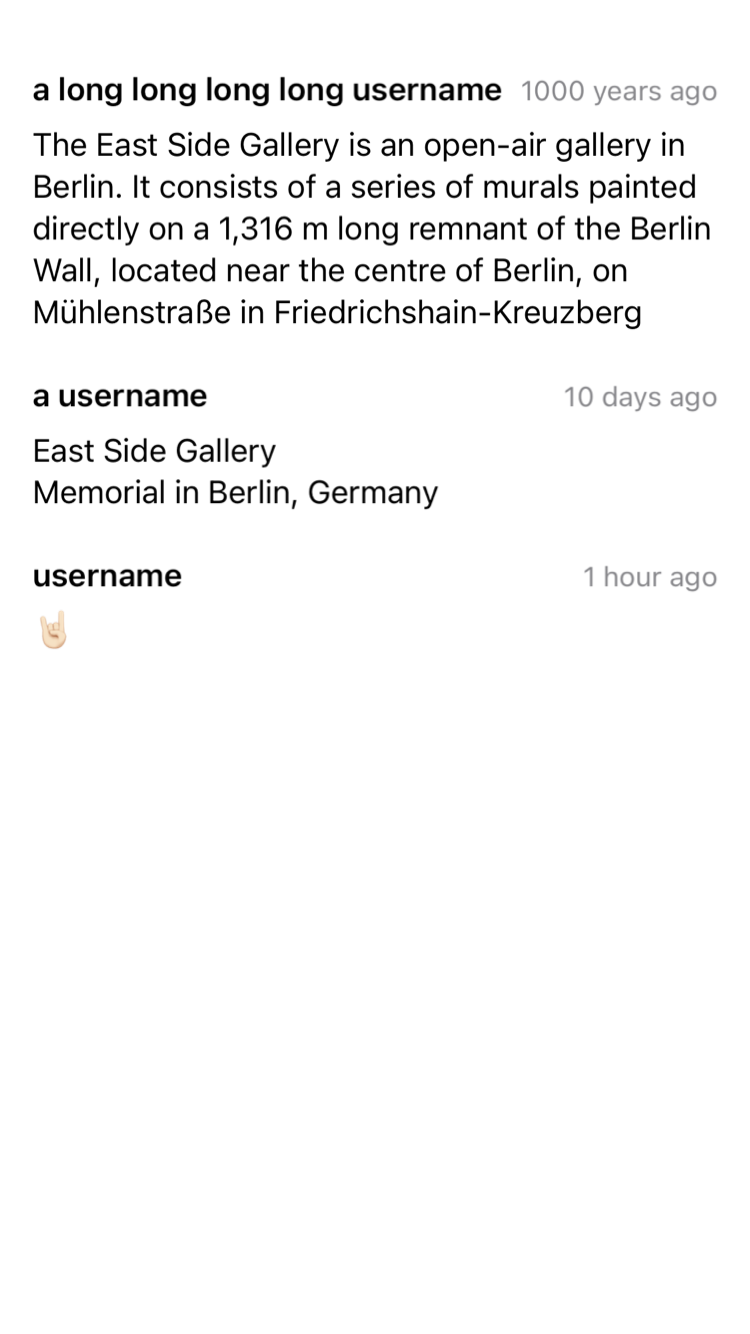 a long long long long username 1000 years ago
The East Side Gallery is an open-air gallery in
Berlin. It consists of a series of murals painted
directly on a 1,316 m long remnant of the Berlin
Wall, located near the centre of Berlin, on
Mühlenstraße in Friedrichshain-Kreuzberg
a username 10 days ago
East Side Gallery
Memorial in Berlin, Germany
username 1 hour ago
🤘🏻